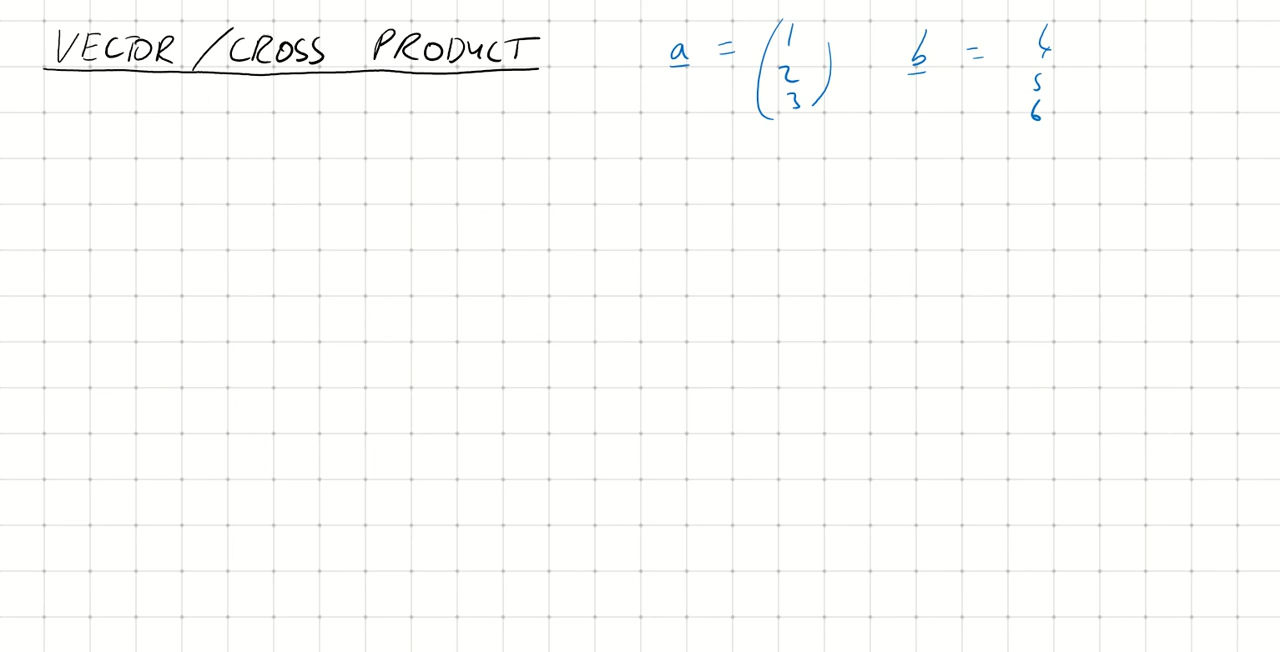 VECTOR / CROSS PRODUCT
a = (1 2 3) b = 4 5 6